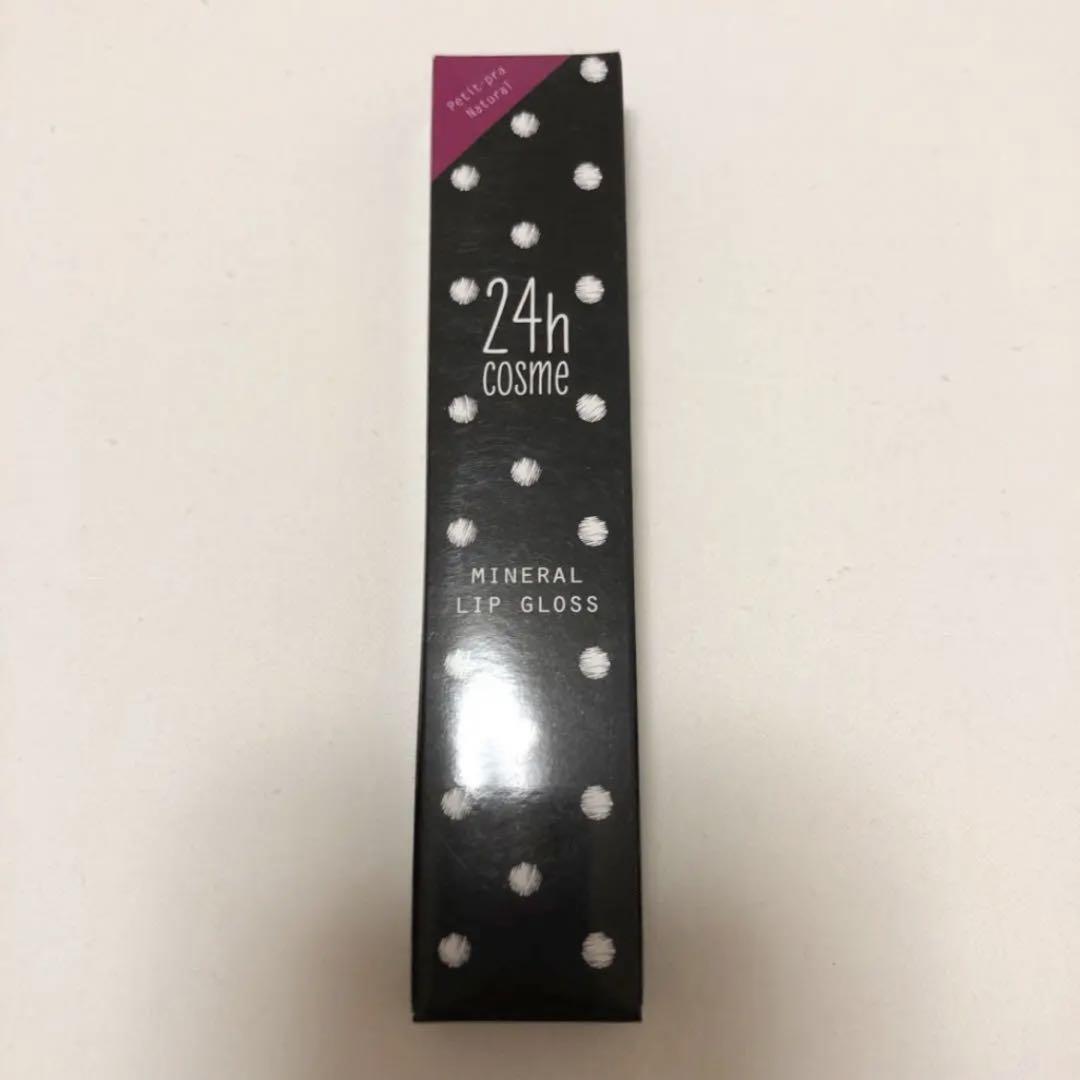 Petit-pra
Natural
24h
cosme
MINERAL
LIP GLOSS